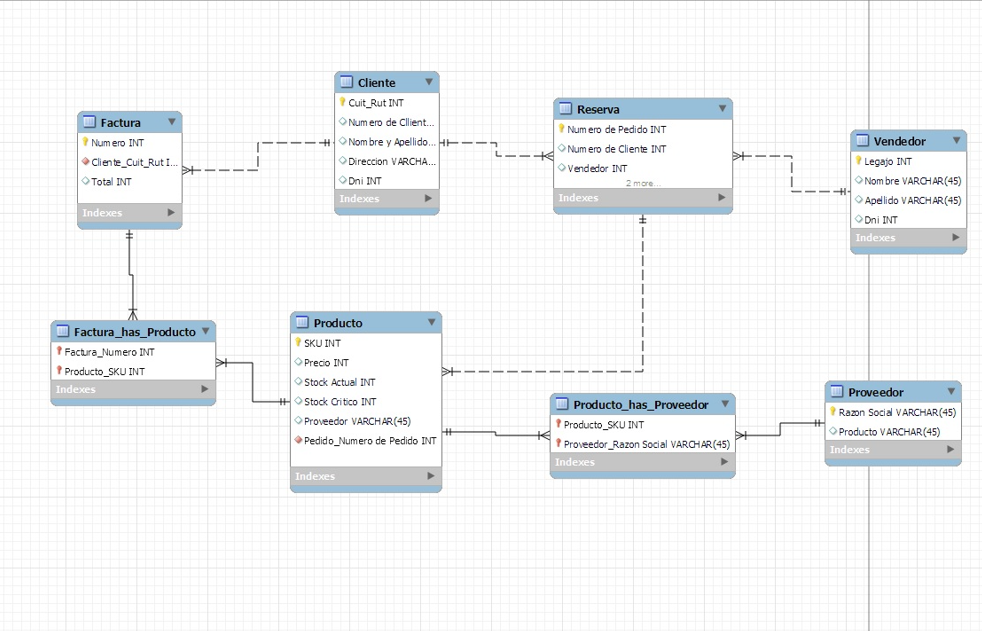 Factura
Numero INT
Cliente_Cuit_Rut I...
Total INT
Indexes
Cliente
Cuit_Rut INT
Numero de Cllient...
Nombre y Apellido...
Direccion VARCHA...
Dni INT
Indexes
Reserva
Numero de Pedido INT
Numero de Cliente INT
Vendedor INT
2 more...
Indexes
Vendedor
Legajo INT
Nombre VARCHAR(45)
Apellido VARCHAR(45)
Dni INT
Indexes
Factura_has_Producto
Factura_Numero INT
Producto_SKU INT
Indexes
Producto
SKU INT
Precio INT
Stock Actual INT
Stock Critico INT
Proveedor VARCHAR(45)
Pedido_Numero de Pedido INT
Indexes
Producto_has_Proveedor
Producto_SKU INT
Proveedor_Razon Social VARCHAR(45)
Indexes
Proveedor
Razon Social VARCHAR(45)
Producto VARCHAR(45)
Indexes